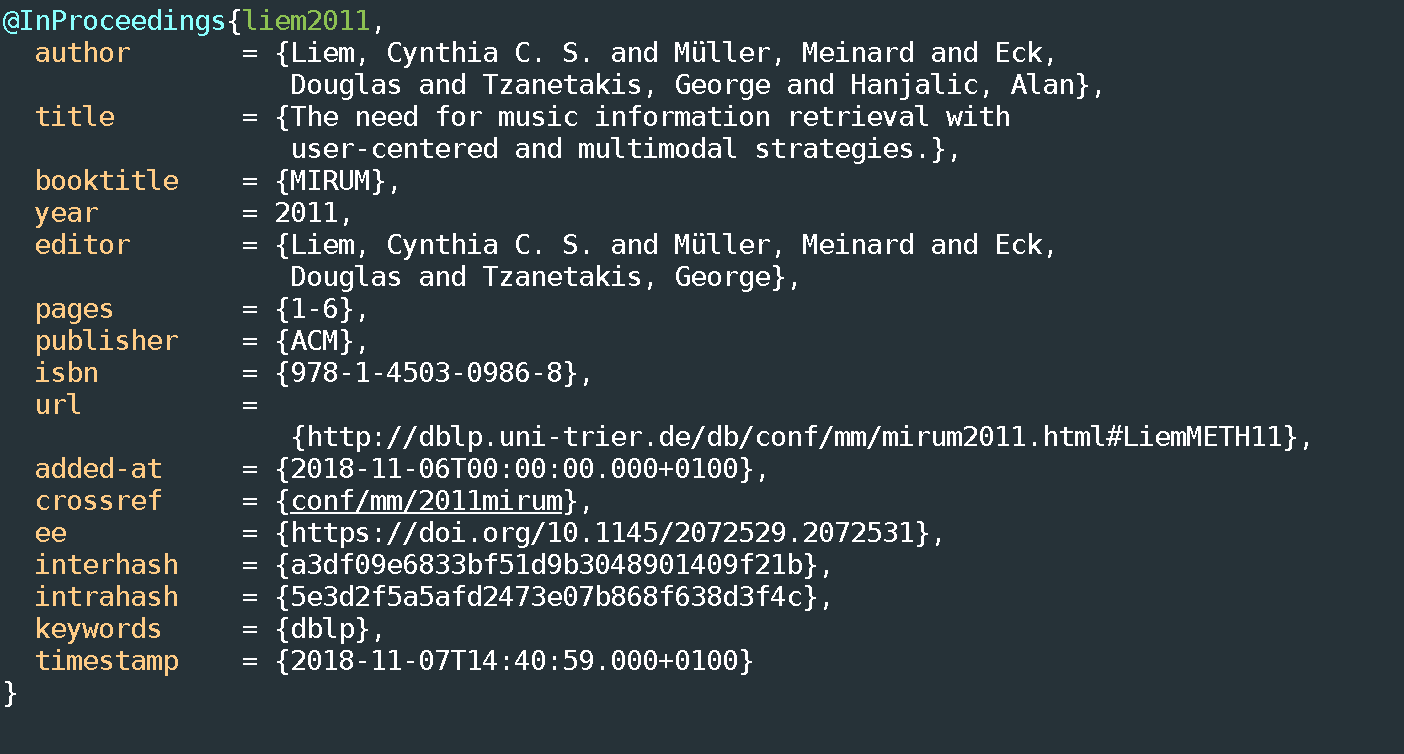 @InProceedings{liem2011,
  author       = {Liem, Cynthia C. S. and Müller, Meinard and Eck,
                  Douglas and Tzanetakis, George and Hanjalic, Alan},
  title        = {The need for music information retrieval with
                  user-centered and multimodal strategies.},
  booktitle    = {MIRUM},
  year         = 2011,
  editor       = {Liem, Cynthia C. S. and Müller, Meinard and Eck,
                  Douglas and Tzanetakis, George},
  pages        = {1-6},
  publisher    = {ACM},
  isbn         = {978-1-4503-0986-8},
  url          =
                  {http://dblp.uni-trier.de/db/conf/mm/mirum2011.html#LiemMETH11},
  added-at     = {2018-11-06T00:00:00.000+0100},
  crossref     = {conf/mm/2011mirum},
  ee           = {https://doi.org/10.1145/2072529.2072531},
  interhash    = {a3df09e6833bf51d9b3048901409f21b},
  intrahash    = {5e3d2f5a5afd2473e07b868f638d3f4c},
  keywords     = {dblp},
  timestamp    = {2018-11-07T14:40:59.000+0100}
}